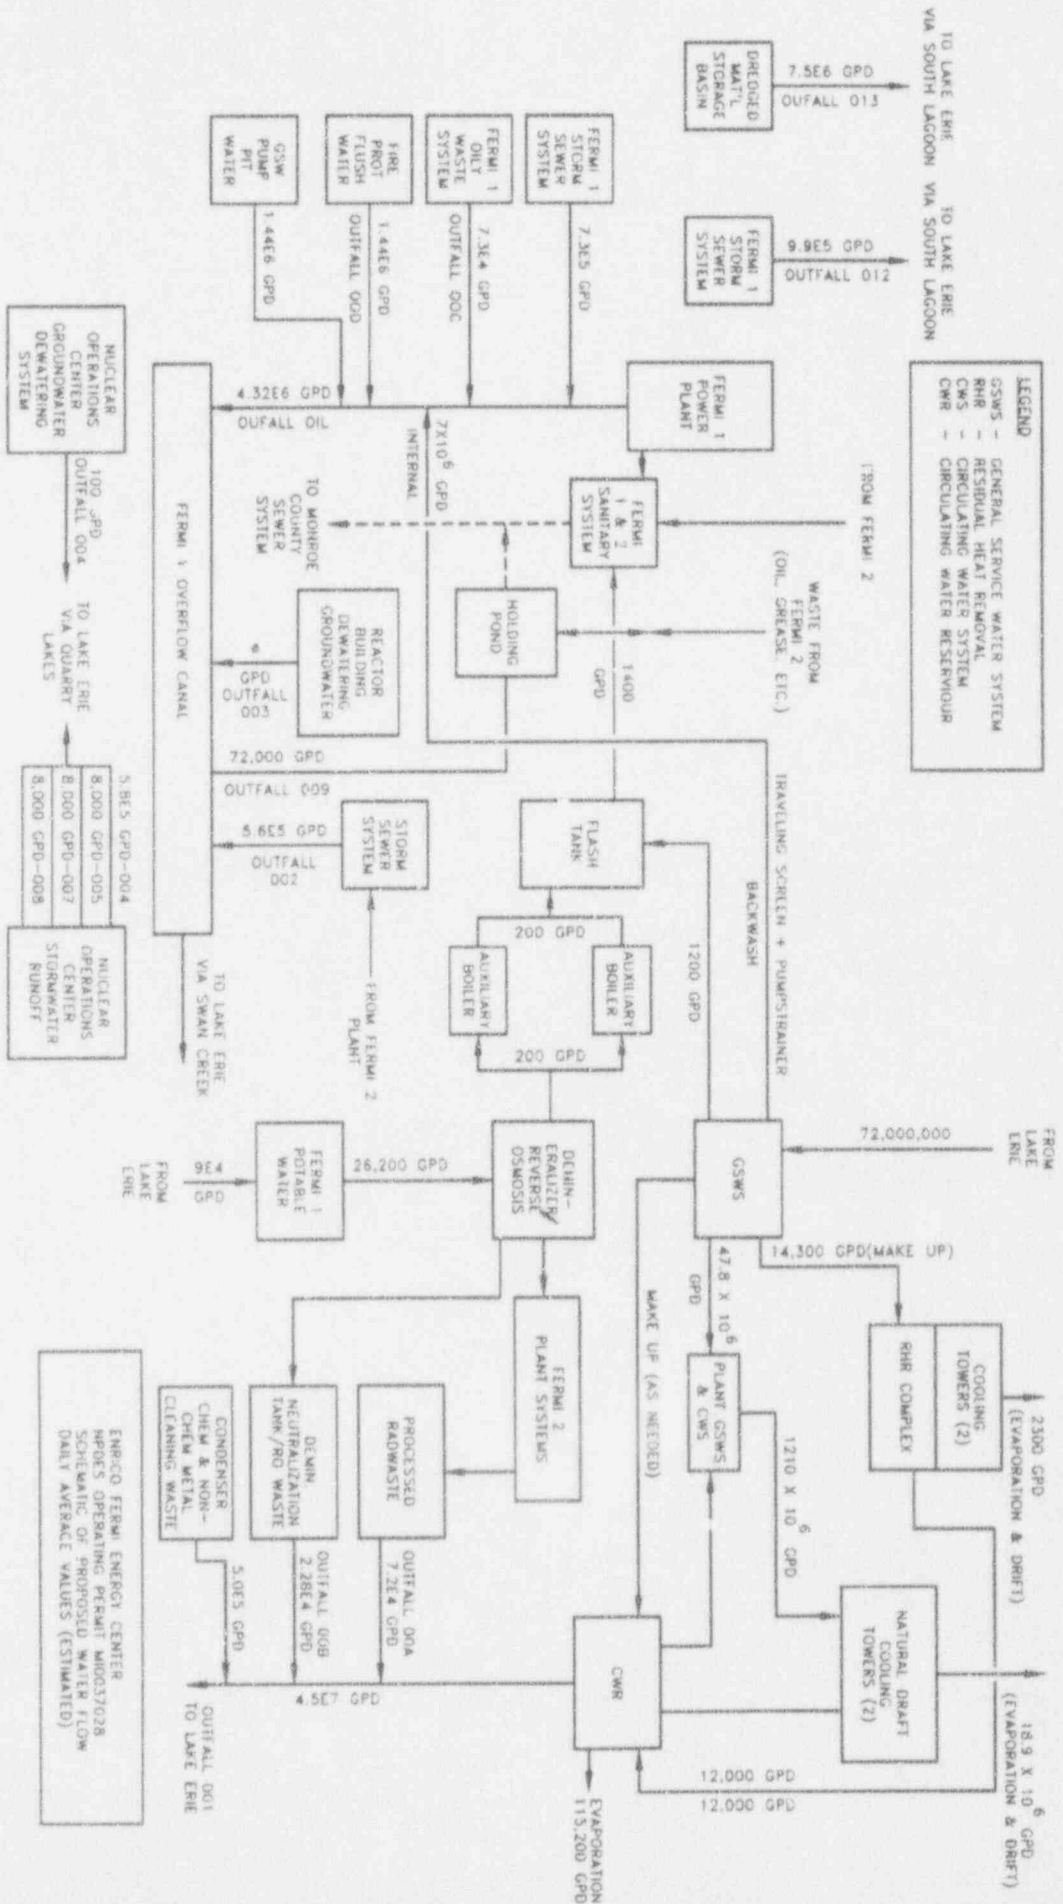 TO LAKE ERIE
VIA SOUTH LAGOON
7.5E6 GPD
OUFALL 013
DREDGED
MAT'L
STORAGE
BASIN
TO LAKE ERIE
VIA SOUTH LAGOON
9.9E5 GPD
OUTFALL 012
FERMI 1
STORM
SEWER
SYSTEM
LEGEND
GSWS - GENERAL SERVICE WATER SYSTEM
RHR - RESIDUAL HEAT REMOVAL
CWS - CIRCULATING WATER SYSTEM
CWR - CIRCULATING WATER RESERVIOUR
FERMI 1
STORM
SEWER
SYSTEM
7.3E5 GPD
FERMI 1
OILY
WASTE
SYSTEM
7.3E4 GPD
OUTFALL 00C
FIRE
PROT
FLUSH
WATER
1.44E6 GPD
OUTFALL 00D
GSW
PUMP
PIT
WATER
1.44E6 GPD
FERMI 1
POWER
PLANT
4.32E6 GPD
OUFALL OIL
7X10⁶ GPD
INTERNAL
FROM FERMI 2
FERMI
1 & 2
SANITARY
SYSTEM
TO MONROE
COUNTY
SEWER
SYSTEM
WASTE FROM
FERMI 2
(OIL, GREASE, ETC.)
HOLDING
POND
1400
GPD
REACTOR
BUILDING
DEWATERING
GROUNDWATER
GPD
OUTFALL
003
72,000 GPD
OUTFALL 009
FERMI 1 OVERFLOW CANAL
NUCLEAR
OPERATIONS
CENTER
GROUNDWATER
DEWATERING
SYSTEM
100 GPD
OUTFALL 004
TO LAKE ERIE
VIA QUARRY
LAKES
5.8E5 GPD-004
8,000 GPD-005
8,000 GPD-007
8,000 GPD-008
NUCLEAR
OPERATIONS
CENTER
STORMWATER
RUNOFF
STORM
SEWER
SYSTEM
5.6E5 GPD
OUTFALL
002
FROM FERMI 2
PLANT
TO LAKE ERIE
VIA SWAN CREEK
TRAVELING SCREEN + PUMPSTRAINER
BACKWASH
FLASH
TANK
1200 GPD
200 GPD
AUXILIARY
BOILER
AUXILIARY
BOILER
200 GPD
FROM
LAKE
ERIE
72,000,000
GSWS
DEMIN-
ERALIZER/
REVERSE
OSMOSIS
26,200 GPD
FERMI 1
POTABLE
WATER
9E4
GPD
FROM
LAKE
ERIE
14,300 GPD(MAKE UP)
47.8 X 10⁶
GPD
MAKE UP (AS NEEDED)
COOLING
TOWERS (2)
RHR COMPLEX
2300 GPD
(EVAPORATION & DRIFT)
PLANT GSWS
& CWS
1210 X 10⁶ GPD
FERMI 2
PLANT SYSTEMS
PROCESSED
RADWASTE
OUTFALL 00A
7.2E4 GPD
DEMIN
NEUTRALIZATION
TANK/RO WASTE
OUTFALL 00B
2.28E4 GPD
CONDENSER
CHEM & NON-
CHEM METAL
CLEANING WASTE
5.0E5 GPD
NATURAL DRAFT
COOLING
TOWERS (2)
18.9 X 10⁶ GPD
(EVAPORATION & DRIFT)
CWR
12,000 GPD
12,000 GPD
EVAPORATION
115,200 GPD
4.5E7 GPD
OUTFALL 001
TO LAKE ERIE
ENRICO FERMI ENERGY CENTER
NPDES OPERATING PERMIT MI0037028
SCHEMATIC OF PROPOSED WATER FLOW
DAILY AVERAGE VALUES (ESTIMATED)